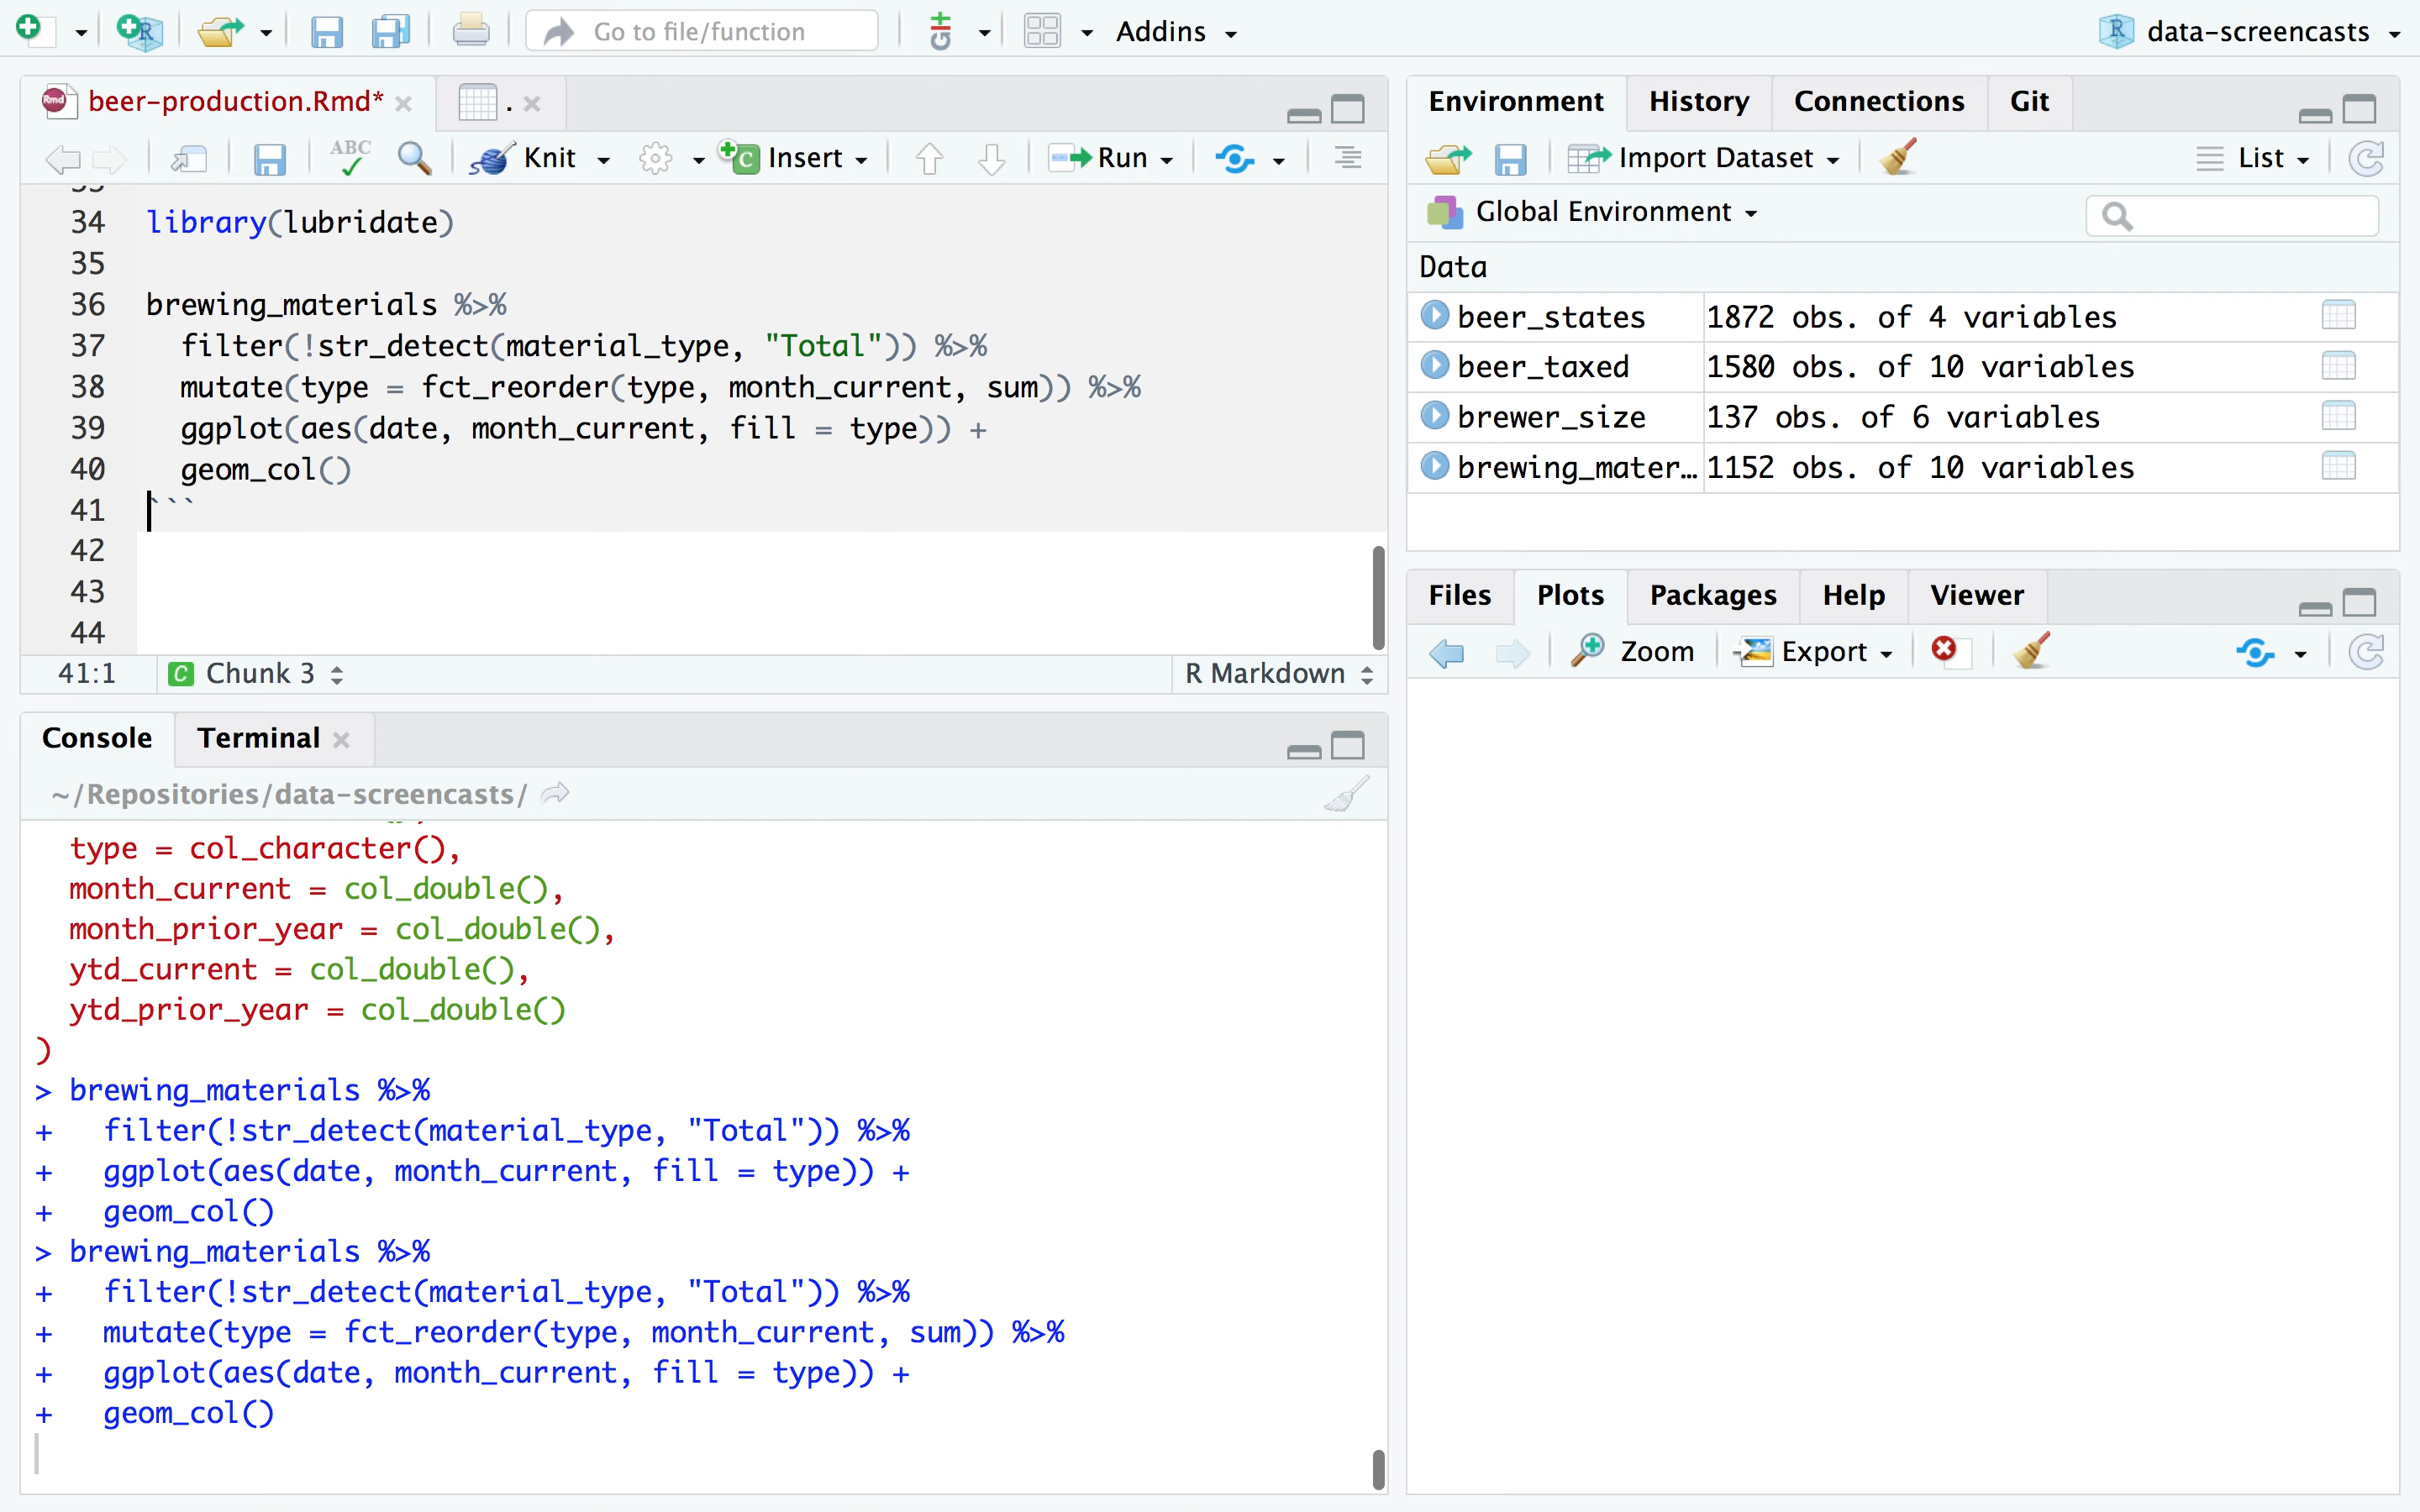 Go to file/function
Addins
data-screencasts
beer-production.Rmd*
.
ABC
Knit
Insert
Run
34 library(lubridate)
35
36 brewing_materials %>%
37 filter(!str_detect(material_type, "Total")) %>%
38 mutate(type = fct_reorder(type, month_current, sum)) %>%
39 ggplot(aes(date, month_current, fill = type)) +
40 geom_col()
41 ```
42
43
44
41:1 C Chunk 3 R Markdown
Console Terminal
~/Repositories/data-screencasts/
type = col_character(),
month_current = col_double(),
month_prior_year = col_double(),
ytd_current = col_double(),
ytd_prior_year = col_double()
)
> brewing_materials %>%
+ filter(!str_detect(material_type, "Total")) %>%
+ ggplot(aes(date, month_current, fill = type)) +
+ geom_col()
> brewing_materials %>%
+ filter(!str_detect(material_type, "Total")) %>%
+ mutate(type = fct_reorder(type, month_current, sum)) %>%
+ ggplot(aes(date, month_current, fill = type)) +
+ geom_col()
Environment History Connections Git
Import Dataset List
Global Environment
Data
beer_states 1872 obs. of 4 variables
beer_taxed 1580 obs. of 10 variables
brewer_size 137 obs. of 6 variables
brewing_mater… 1152 obs. of 10 variables
Files Plots Packages Help Viewer
Zoom Export